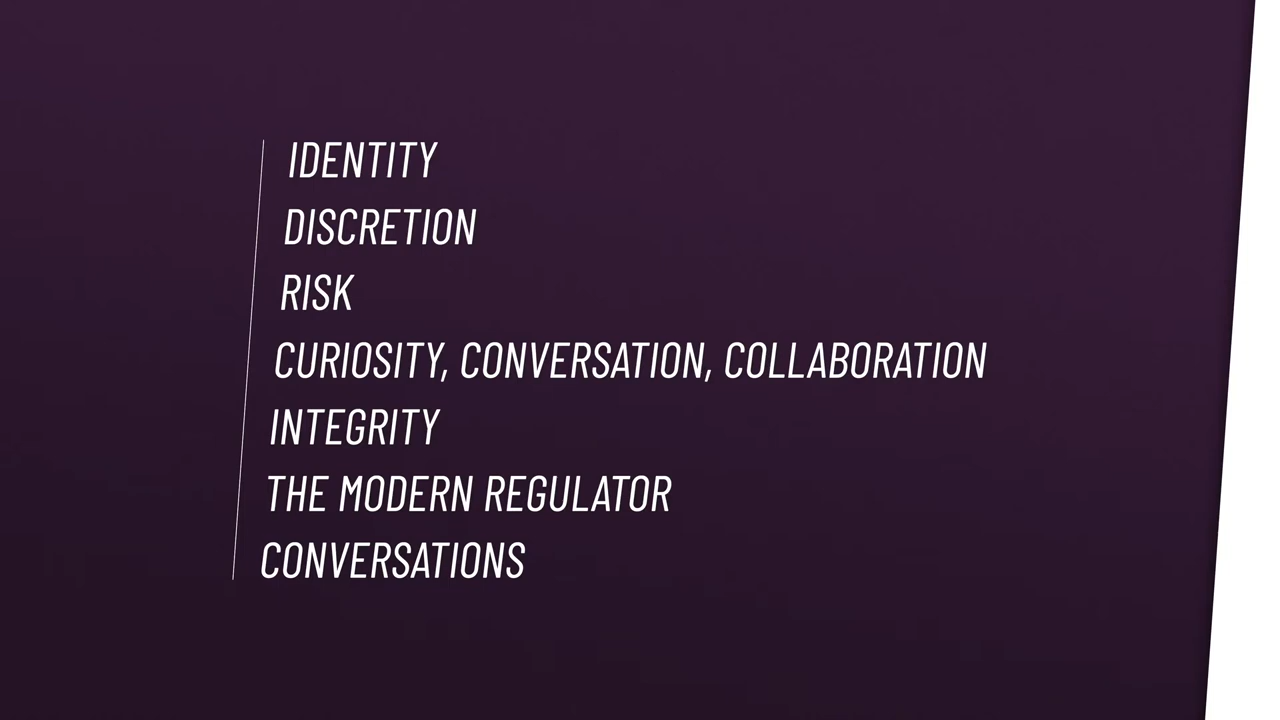 IDENTITY
DISCRETION
RISK
CURIOSITY, CONVERSATION, COLLABORATION
INTEGRITY
THE MODERN REGULATOR
CONVERSATIONS